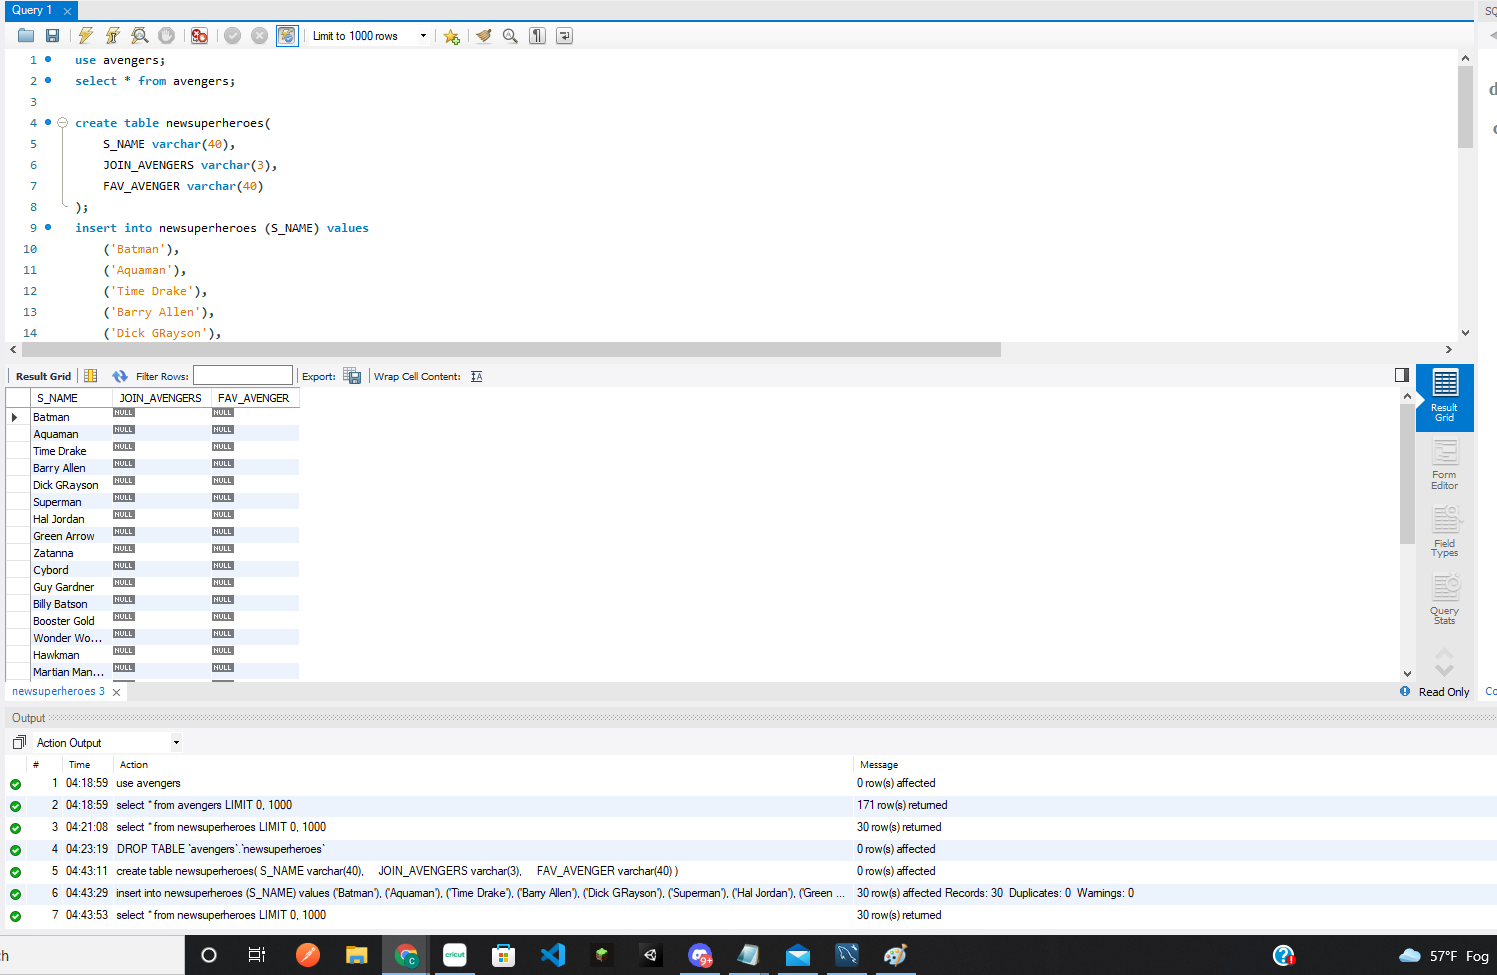 Query 1
SQ
Limit to 1000 rows
1 use avengers;
2 select * from avengers;
3
4 create table newsuperheroes(
5 S_NAME varchar(40),
6 JOIN_AVENGERS varchar(3),
7 FAV_AVENGER varchar(40)
8 );
9 insert into newsuperheroes (S_NAME) values
10 ('Batman'),
11 ('Aquaman'),
12 ('Time Drake'),
13 ('Barry Allen'),
14 ('Dick GRayson'),
Result Grid Filter Rows: Export: Wrap Cell Content:
S_NAME JOIN_AVENGERS FAV_AVENGER
Batman NULL NULL
Aquaman NULL NULL
Time Drake NULL NULL
Barry Allen NULL NULL
Dick GRayson NULL NULL
Superman NULL NULL
Hal Jordan NULL NULL
Green Arrow NULL NULL
Zatanna NULL NULL
Cybord NULL NULL
Guy Gardner NULL NULL
Billy Batson NULL NULL
Booster Gold NULL NULL
Wonder Wo... NULL NULL
Hawkman NULL NULL
Martian Man... NULL NULL
Result
Grid
Form
Editor
Field
Types
Query
Stats
newsuperheroes 3
Read Only
Co
Output
Action Output
# Time Action Message
1 04:18:59 use avengers 0 row(s) affected
2 04:18:59 select * from avengers LIMIT 0, 1000 171 row(s) returned
3 04:21:08 select * from newsuperheroes LIMIT 0, 1000 30 row(s) returned
4 04:23:19 DROP TABLE `avengers`.`newsuperheroes` 0 row(s) affected
5 04:43:11 create table newsuperheroes( S_NAME varchar(40), JOIN_AVENGERS varchar(3), FAV_AVENGER varchar(40) ) 0 row(s) affected
6 04:43:29 insert into newsuperheroes (S_NAME) values ('Batman'), ('Aquaman'), ('Time Drake'), ('Barry Allen'), ('Dick GRayson'), ('Superman'), ('Hal Jordan'), ('Green ... 30 row(s) affected Records: 30 Duplicates: 0 Warnings: 0
7 04:43:53 select * from newsuperheroes LIMIT 0, 1000 30 row(s) returned
ch
C
cricut
9+
57°F Fog